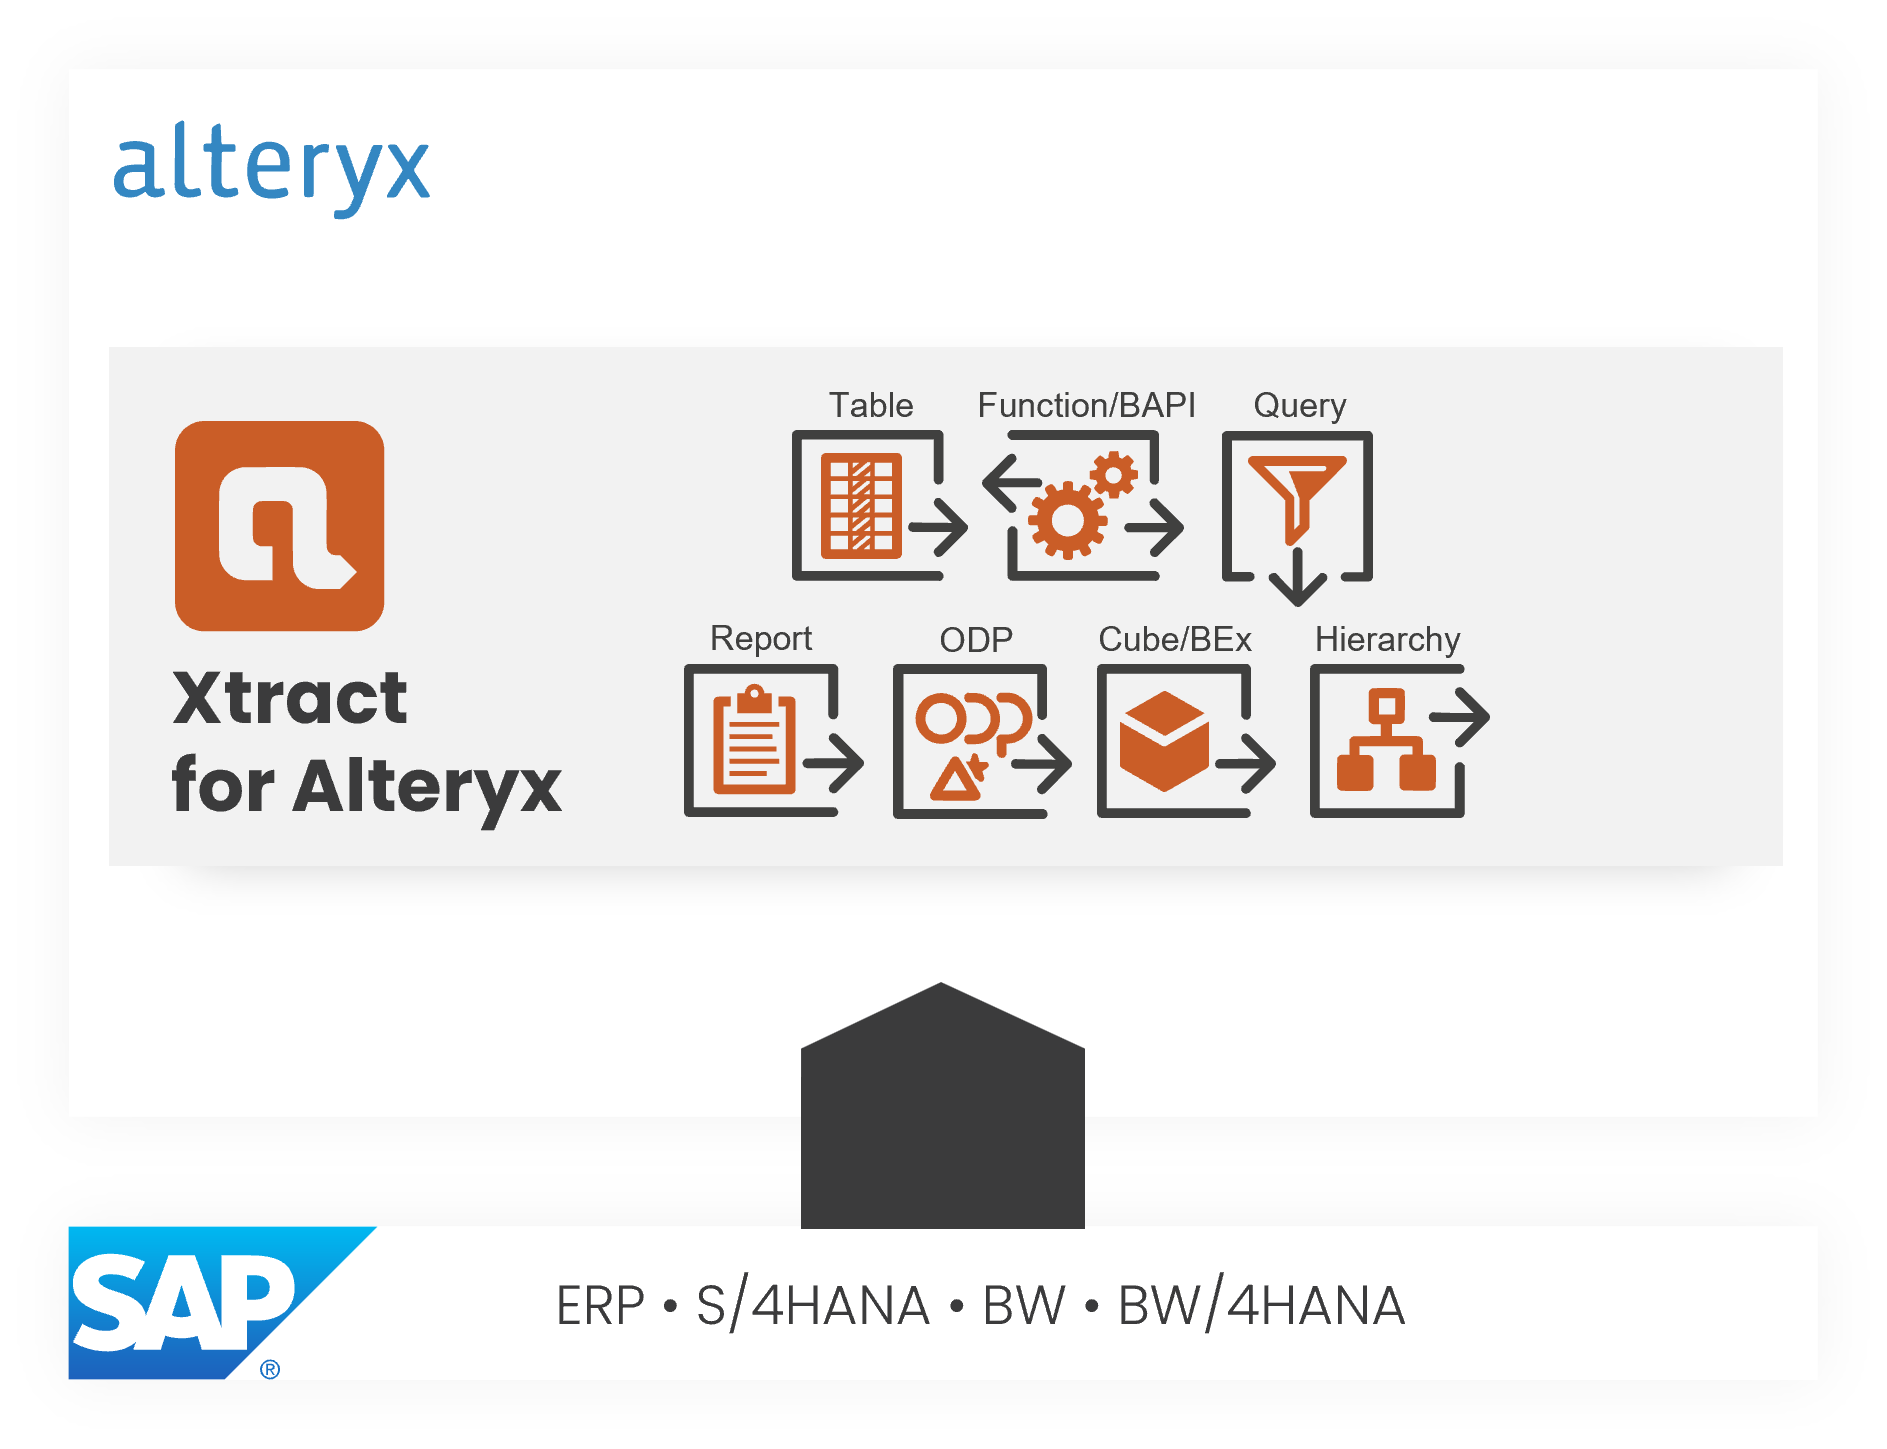 alteryx
Table Function/BAPI Query
Xtract
for Alteryx
Report ODP Cube/BEx Hierarchy
ODP
SAP ®
ERP • S/4HANA • BW • BW/4HANA